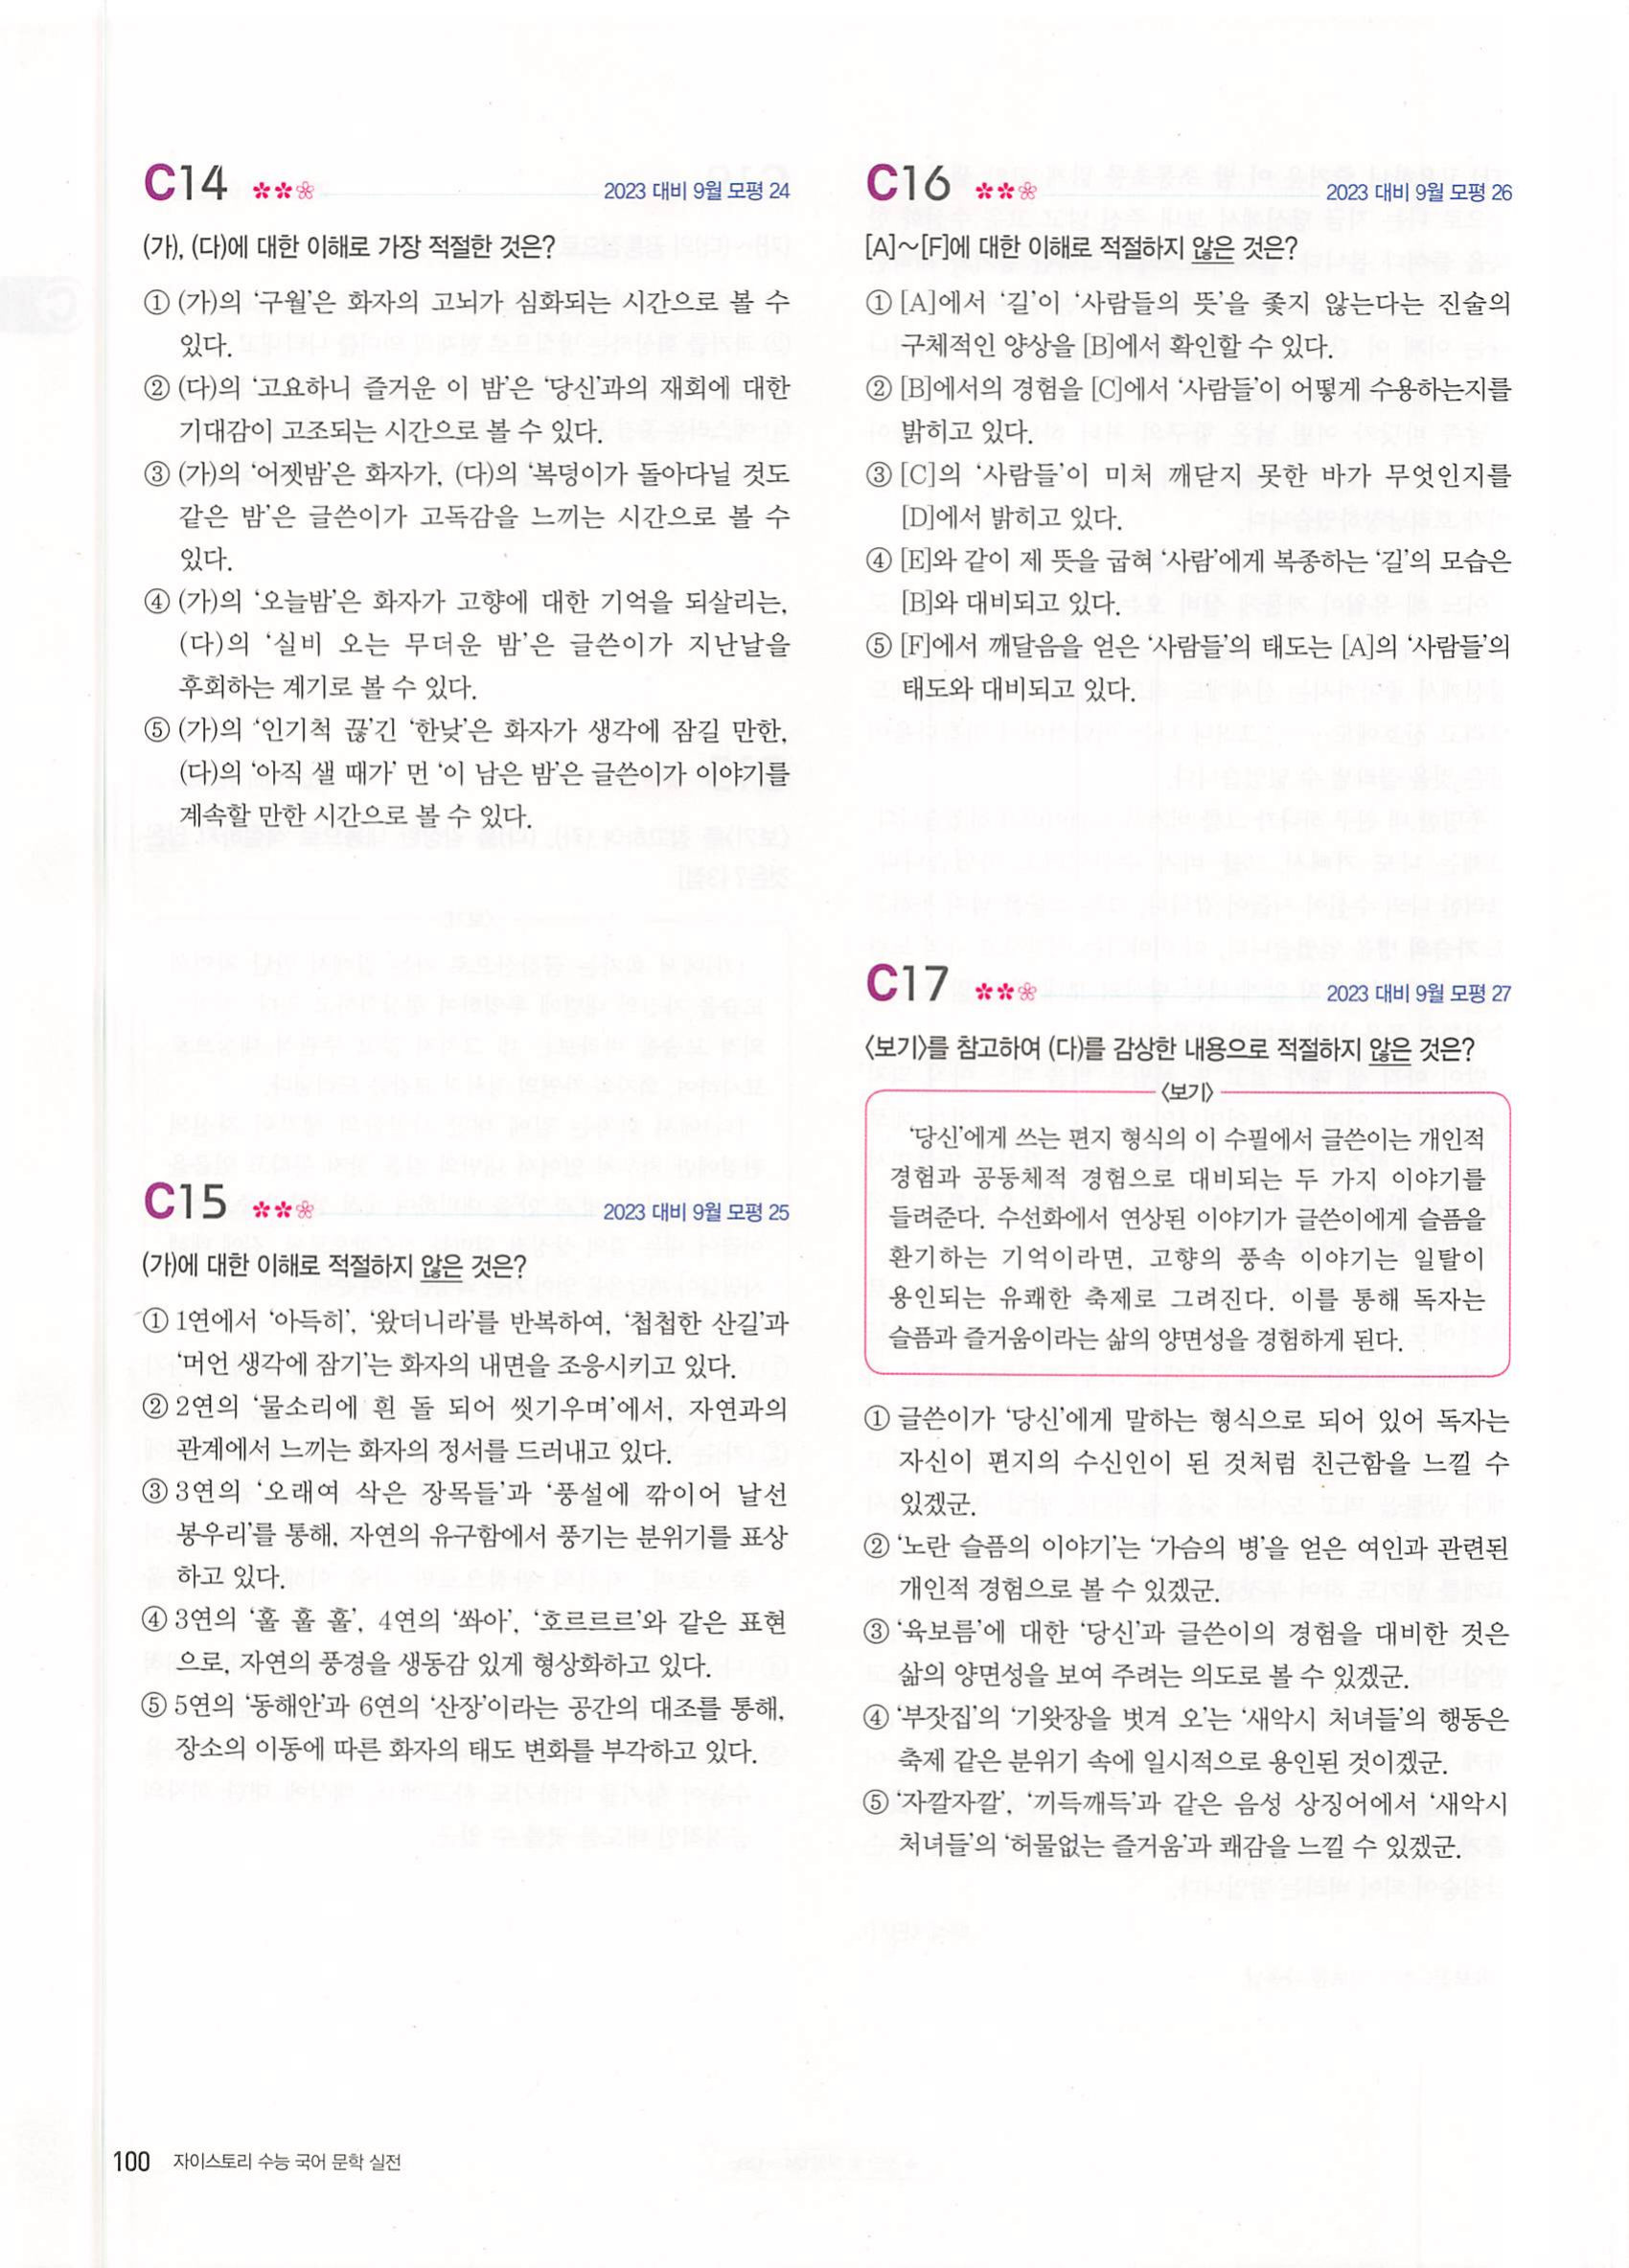 C14
2023 대비 9월 모평 24
(가), (다)에 대한 이해로 가장 적절한 것은?
① (가)의 '구월'은 화자의 고뇌가 심화되는 시간으로 볼 수
있다.
② (다)의 '고요하니 즐거운 이 밤'은 '당신'과의 재회에 대한
기대감이 고조되는 시간으로 볼 수 있다.
③ (가)의 '어젯밤'은 화자가, (다)의 '복덩이가 돌아다닐 것도
같은 밤'은 글쓴이가 고독감을 느끼는 시간으로 볼 수
있다.
④ (가)의 '오늘밤'은 화자가 고향에 대한 기억을 되살리는,
(다)의 '실비 오는 무더운 밤'은 글쓴이가 지난날을
후회하는 계기로 볼 수 있다.
⑤ (가)의 '인기척 끊'긴 '한낮'은 화자가 생각에 잠길 만한,
(다)의 '아직 샐 때가' 먼 '이 남은 밤'은 글쓴이가 이야기를
계속할 만한 시간으로 볼 수 있다.
C15
2023 대비 9월 모평 25
(가)에 대한 이해로 적절하지 않은 것은?
① 1연에서 '아득히', '왔더니라'를 반복하여, '첩첩한 산길'과
'머언 생각에 잠기'는 화자의 내면을 조응시키고 있다.
② 2연의 '물소리에 흰 돌 되어 씻기우며'에서, 자연과의
관계에서 느끼는 화자의 정서를 드러내고 있다.
③ 3연의 '오래여 삭은 장목들'과 '풍설에 깎이어 날선
봉우리'를 통해, 자연의 유구함에서 풍기는 분위기를 표상
하고 있다.
④ 3연의 '훌 훌 훌', 4연의 '쏴아', '호르르르'와 같은 표현
으로, 자연의 풍경을 생동감 있게 형상화하고 있다.
⑤ 5연의 '동해안'과 6연의 '산장'이라는 공간의 대조를 통해,
장소의 이동에 따른 화자의 태도 변화를 부각하고 있다.
C16
2023 대비 9월 모평 26
[A]~[F]에 대한 이해로 적절하지 않은 것은?
① [A]에서 '길'이 '사람들의 뜻'을 좇지 않는다는 진술의
구체적인 양상을 [B]에서 확인할 수 있다.
② [B]에서의 경험을 [C]에서 '사람들'이 어떻게 수용하는지를
밝히고 있다.
③ [C]의 '사람들'이 미처 깨닫지 못한 바가 무엇인지를
[D]에서 밝히고 있다.
④ [E]와 같이 제 뜻을 굽혀 '사람'에게 복종하는 '길'의 모습은
[B]와 대비되고 있다.
⑤ [F]에서 깨달음을 얻은 '사람들'의 태도는 [A]의 '사람들'의
태도와 대비되고 있다.
C17
2023 대비 9월 모평 27
〈보기〉를 참고하여 (다)를 감상한 내용으로 적절하지 않은 것은?
〈보기〉
'당신'에게 쓰는 편지 형식의 이 수필에서 글쓴이는 개인적
경험과 공동체적 경험으로 대비되는 두 가지 이야기를
들려준다. 수선화에서 연상된 이야기가 글쓴이에게 슬픔을
환기하는 기억이라면, 고향의 풍속 이야기는 일탈이
용인되는 유쾌한 축제로 그려진다. 이를 통해 독자는
슬픔과 즐거움이라는 삶의 양면성을 경험하게 된다.
① 글쓴이가 '당신'에게 말하는 형식으로 되어 있어 독자는
자신이 편지의 수신인이 된 것처럼 친근함을 느낄 수
있겠군.
② '노란 슬픔의 이야기'는 '가슴의 병'을 얻은 여인과 관련된
개인적 경험으로 볼 수 있겠군.
③ '육보름'에 대한 '당신'과 글쓴이의 경험을 대비한 것은
삶의 양면성을 보여 주려는 의도로 볼 수 있겠군.
④ '부잣집'의 '기왓장을 벗겨 오'는 '새악시 처녀들'의 행동은
축제 같은 분위기 속에 일시적으로 용인된 것이겠군.
⑤ '자깔자깔', '끼득깨득'과 같은 음성 상징어에서 '새악시
처녀들'의 '허물없는 즐거움'과 쾌감을 느낄 수 있겠군.
100 자이스토리 수능 국어 문학 실전